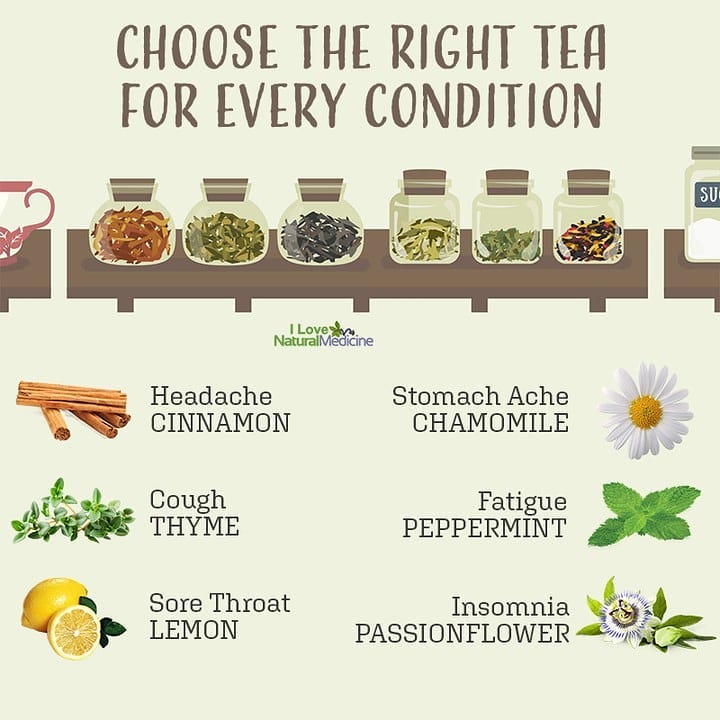 CHOOSE THE RIGHT TEA
FOR EVERY CONDITION
I Love
NaturalMedicine
Headache
CINNAMON
Stomach Ache
CHAMOMILE
Cough
THYME
Fatigue
PEPPERMINT
Sore Throat
LEMON
Insomnia
PASSIONFLOWER